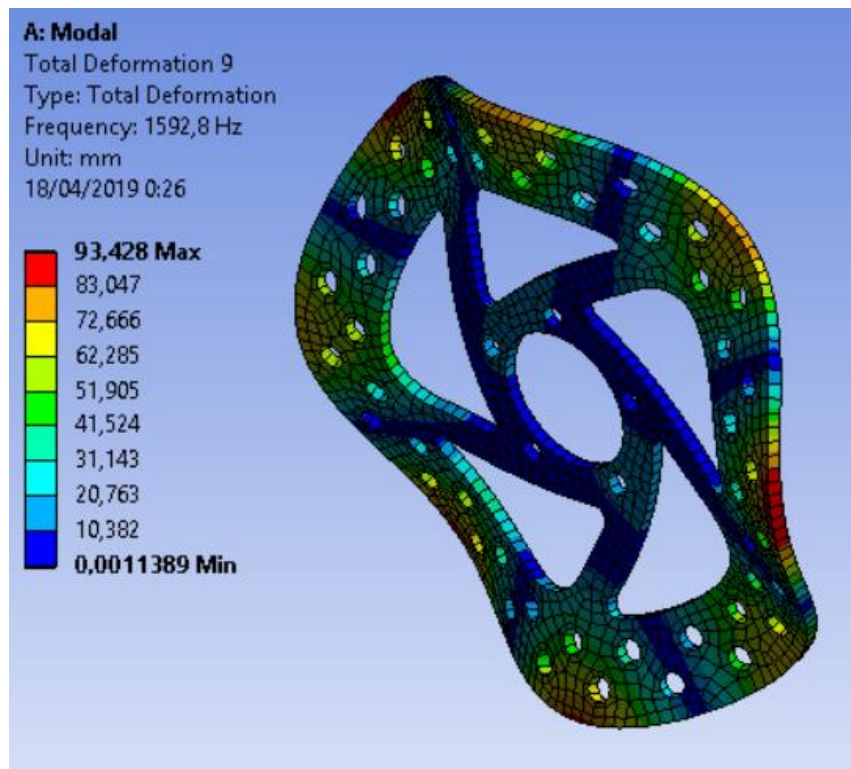 A: Modal
Total Deformation 9
Type: Total Deformation
Frequency: 1592,8 Hz
Unit: mm
18/04/2019 0:26
93,428 Max
83,047
72,666
62,285
51,905
41,524
31,143
20,763
10,382
0,0011389 Min